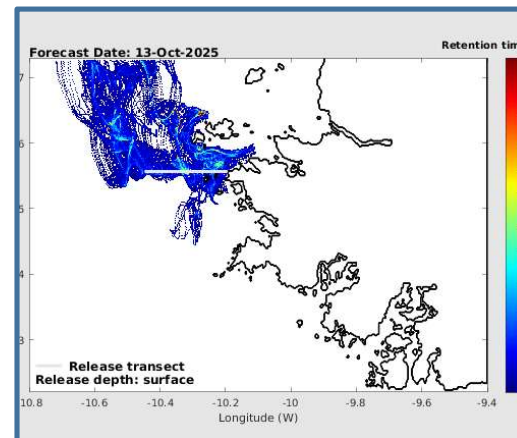 Forecast Date: 13-Oct-2025
Retention tim
7
6
5
4
3
Release transect
Release depth: surface
10.8
-10.6
-10.4
-10.2
-10
-9.8
-9.6
-9.4
Longitude (W)